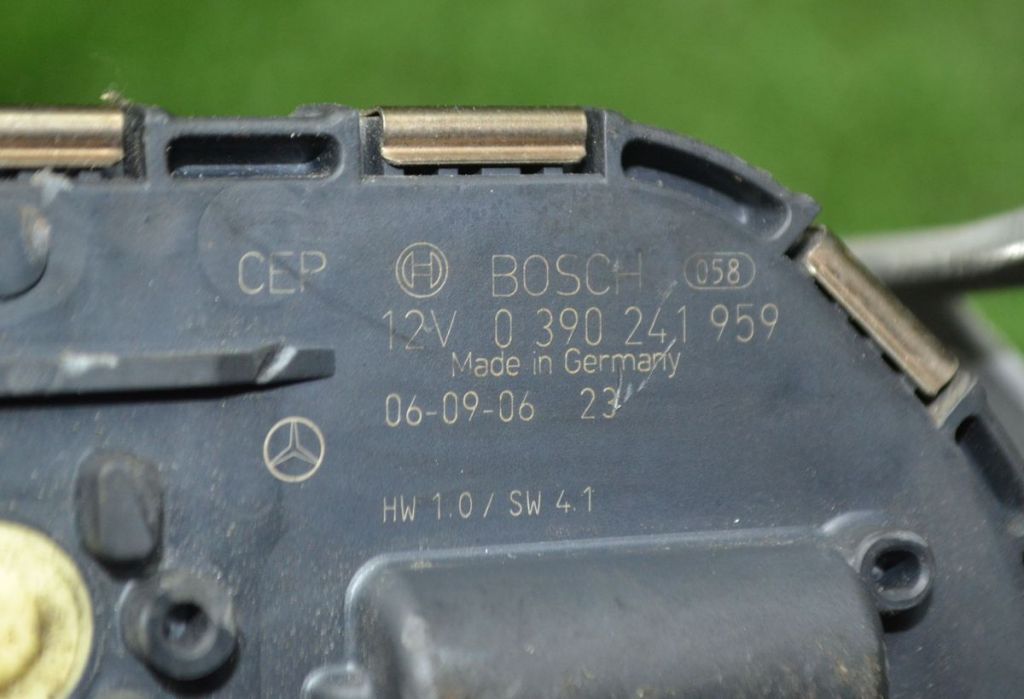 CEP BOSCH 058
12V 0 390 241 959
Made in Germany
06-09-06 23
HW 1.0 / SW 4.1